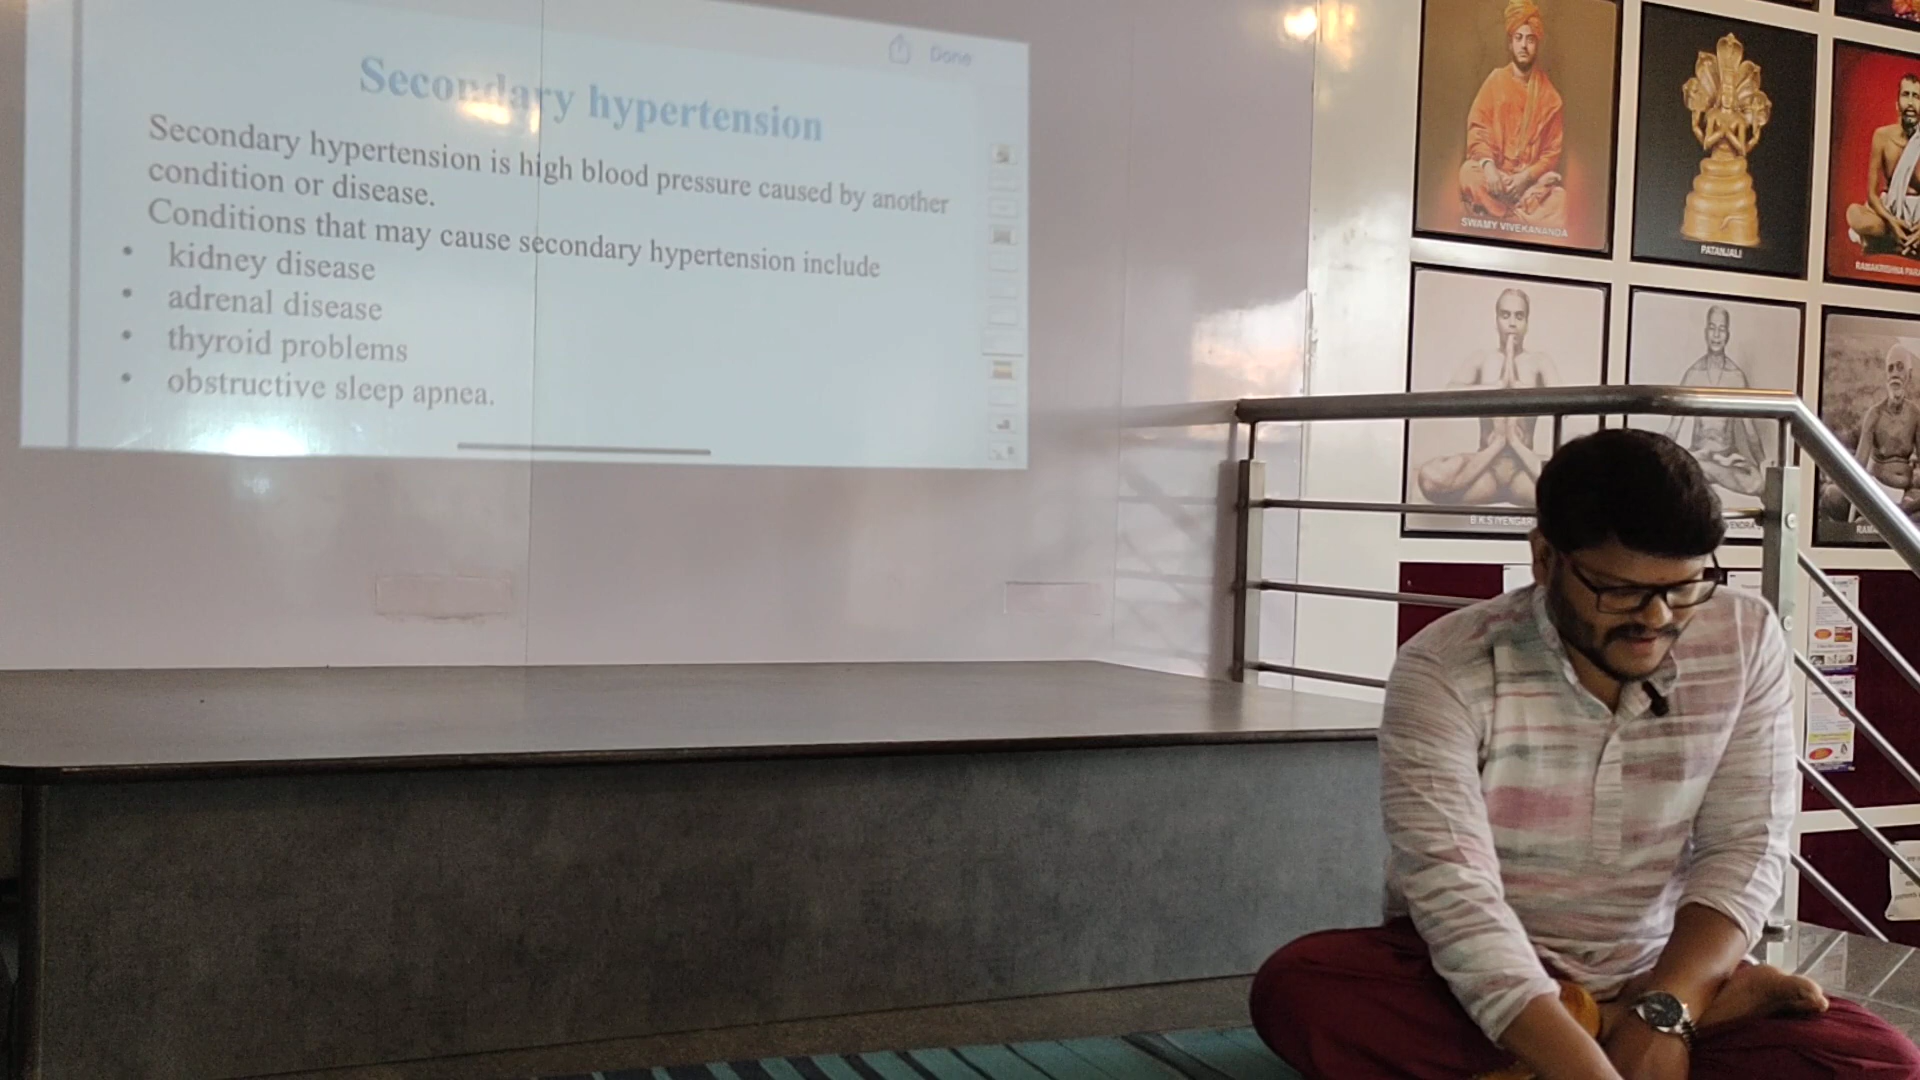 Done
Secondary hypertension
Secondary hypertension is high blood pressure caused by another
condition or disease.
Conditions that may cause secondary hypertension include
• kidney disease
• adrenal disease
• thyroid problems
• obstructive sleep apnea.
SWAMY VIVEKANANDA
PATANJALI
RAMAKRISHNA
B.K.S IYENGAR